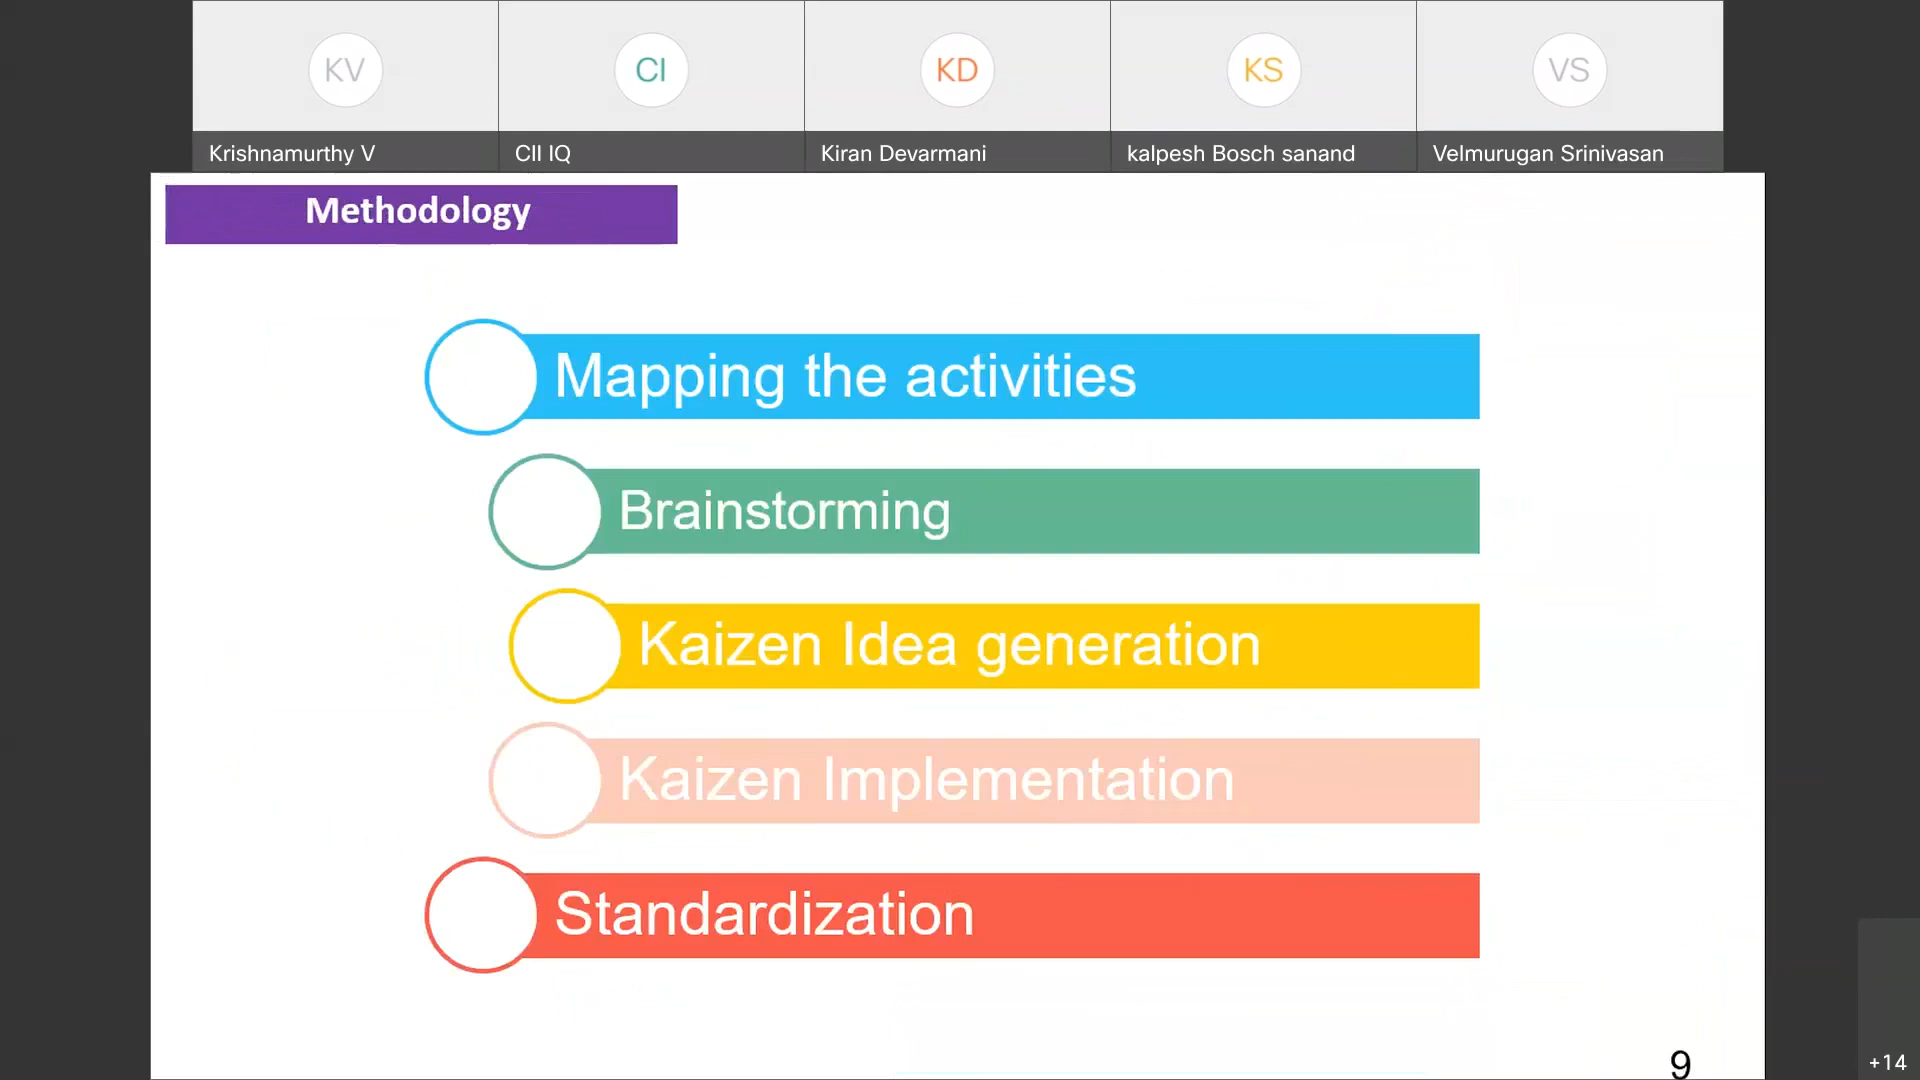 KV
CI
KD
KS
VS
Krishnamurthy V
CII IQ
Kiran Devarmani
kalpesh Bosch sanand
Velmurugan Srinivasan
Methodology
Mapping the activities
Brainstorming
Kaizen Idea generation
Kaizen Implementation
Standardization
9
+14